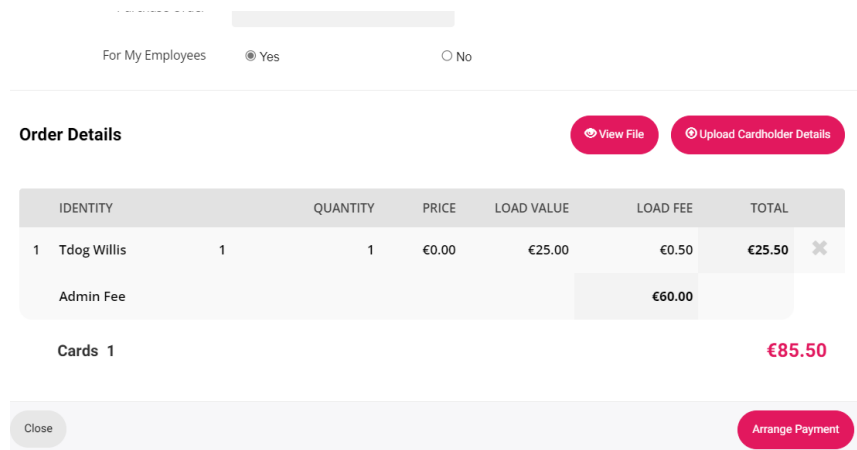 For My Employees Yes No
Order Details View File Upload Cardholder Details
IDENTITY QUANTITY PRICE LOAD VALUE LOAD FEE TOTAL
1 Tdog Willis 1 1 €0.00 €25.00 €0.50 €25.50
Admin Fee €60.00
Cards 1 €85.50
Close Arrange Payment